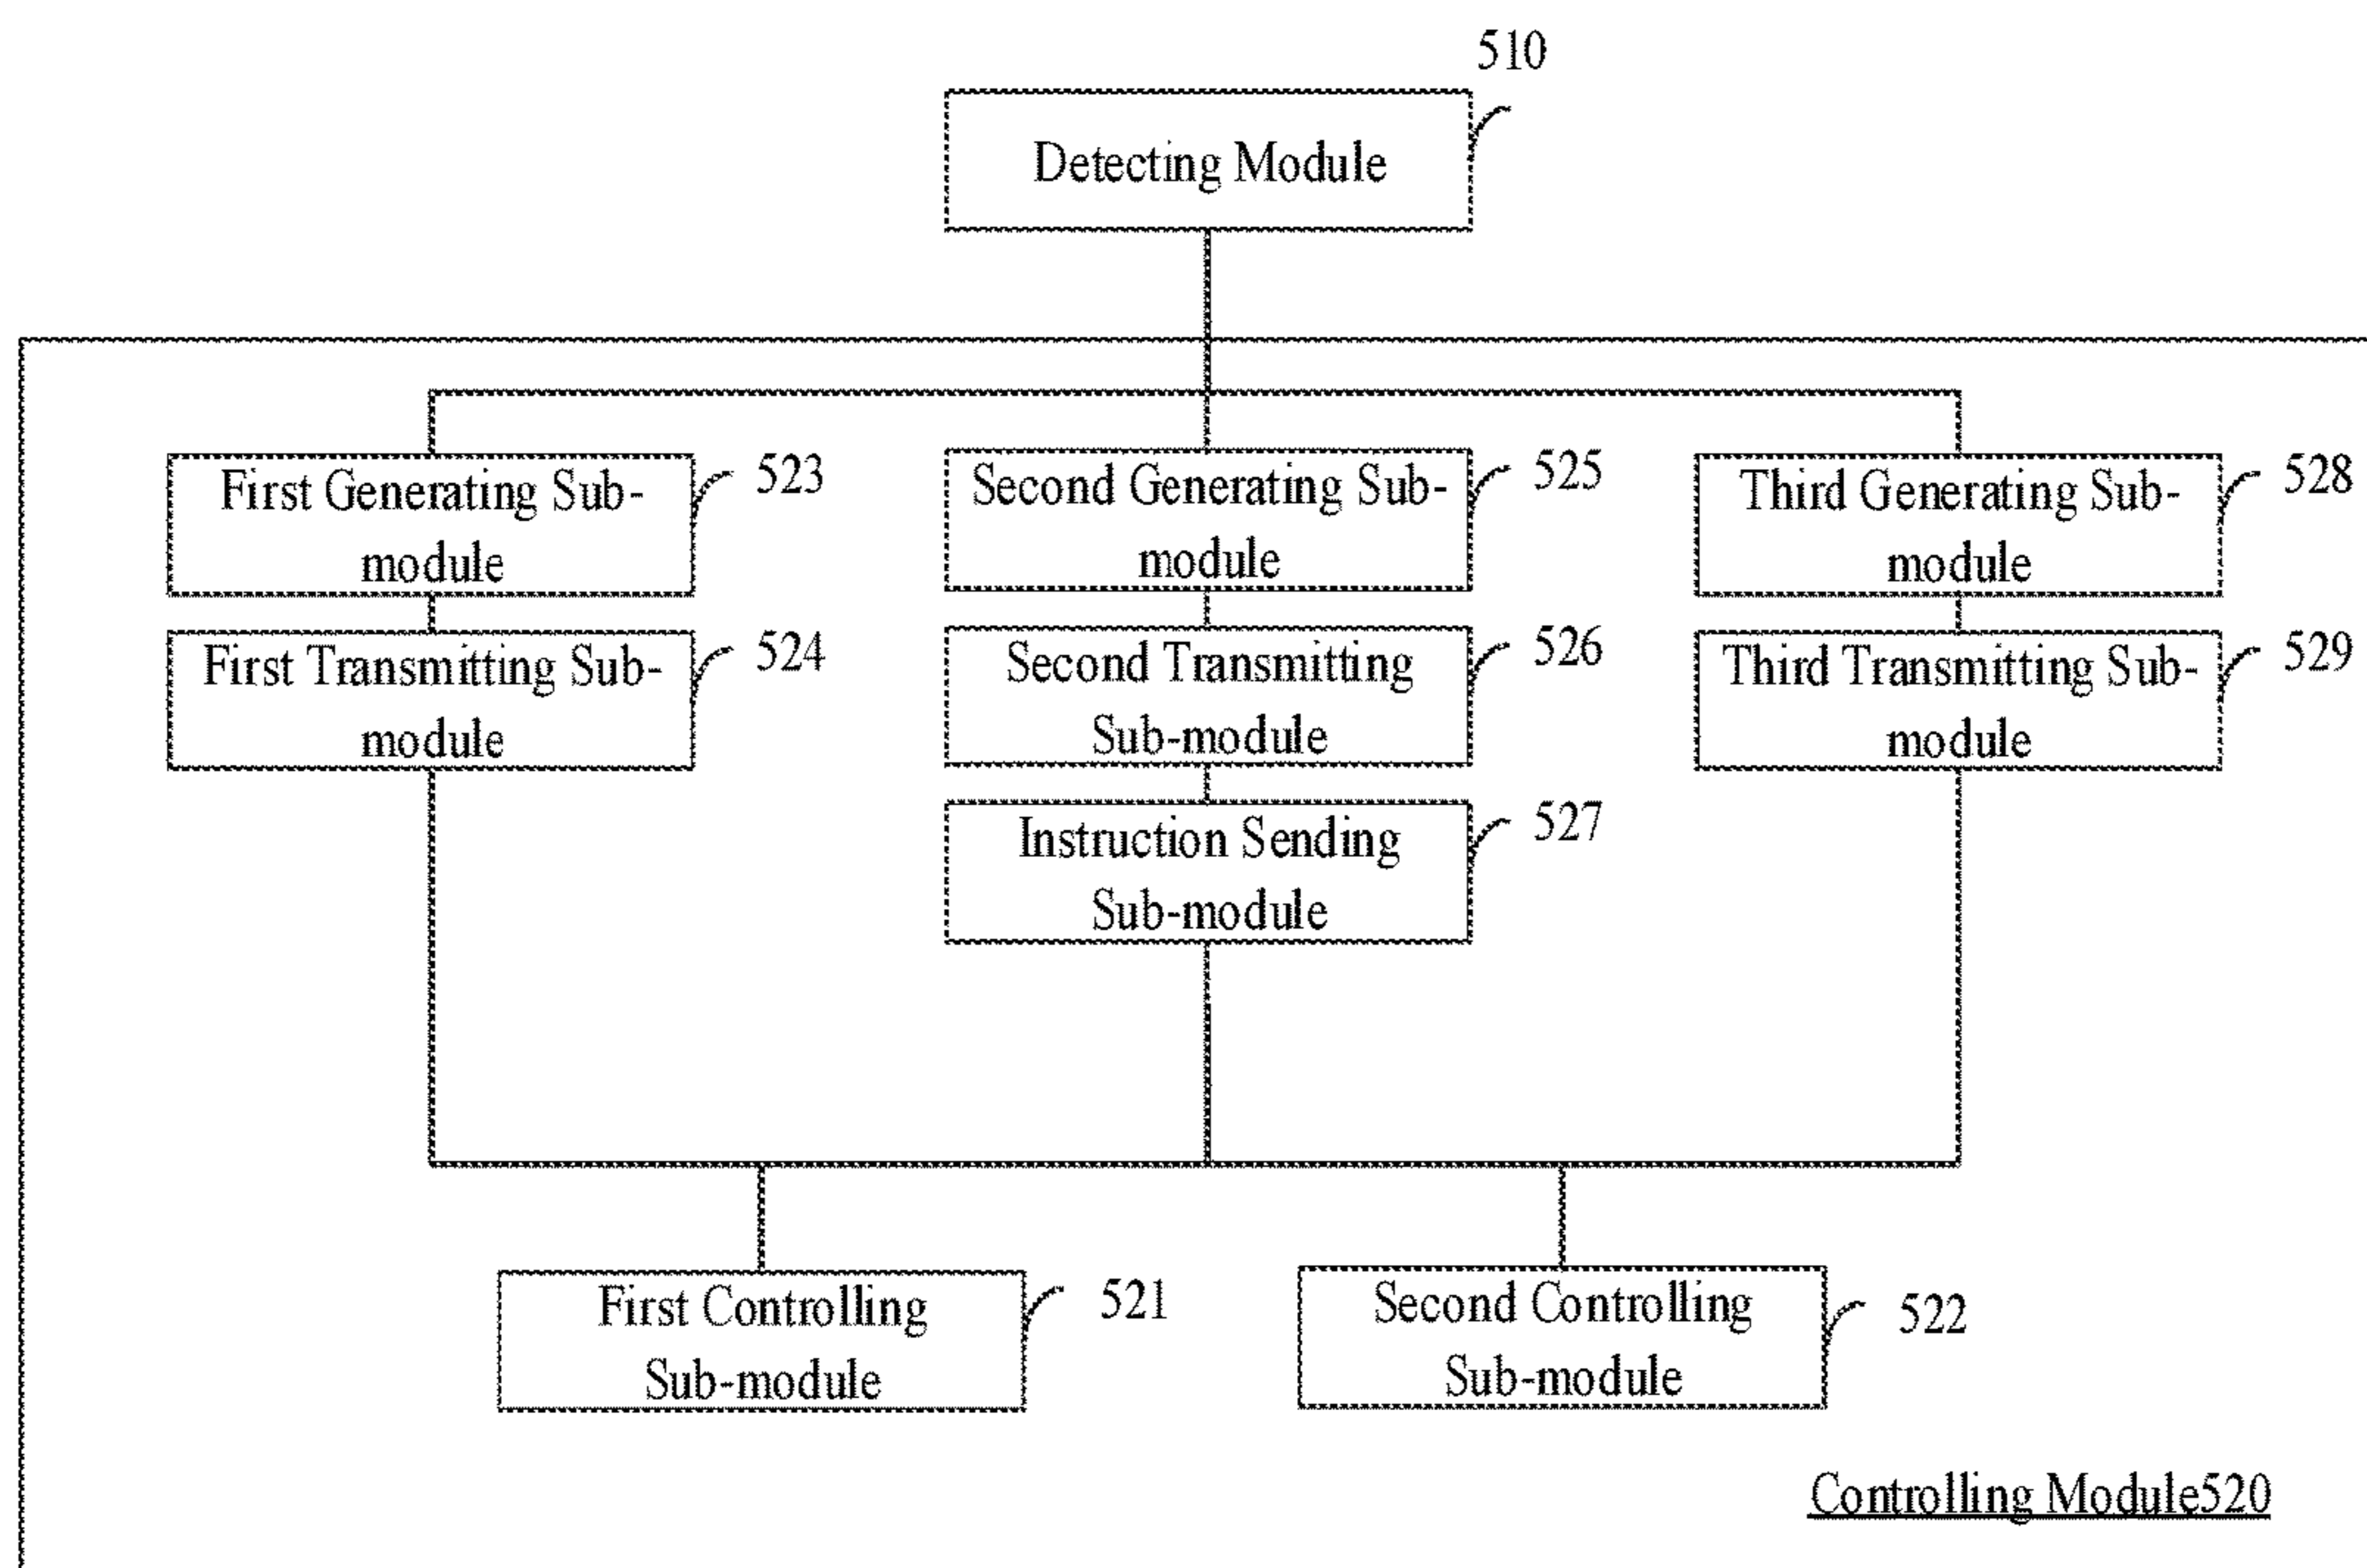 510
Detecting Module
First Generating Sub-
module
523
Second Generating Sub-
module
525
Third Generating Sub-
module
528
First Transmitting Sub-
module
524
Second Transmitting
Sub-module
526
Third Transmitting Sub-
module
529
Instruction Sending
Sub-module
527
First Controlling
Sub-module
521
Second Controlling
Sub-module
522
Controlling Module520